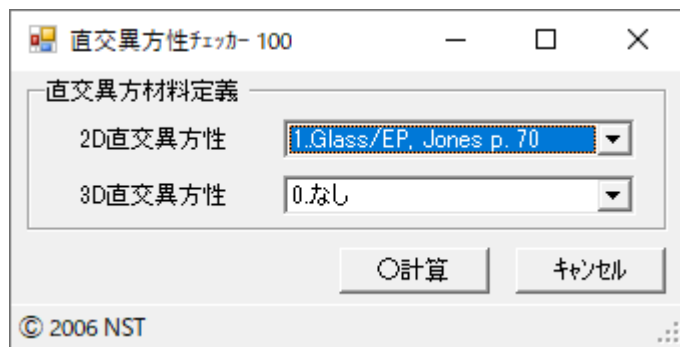 直交異方性ﾁｪｯｶｰ 100
直交異方材料定義
2D直交異方性 1..Glass/EP, Jones p. 70
3D直交異方性 0.なし
〇計算 ｷｬﾝｾﾙ
© 2006 NST